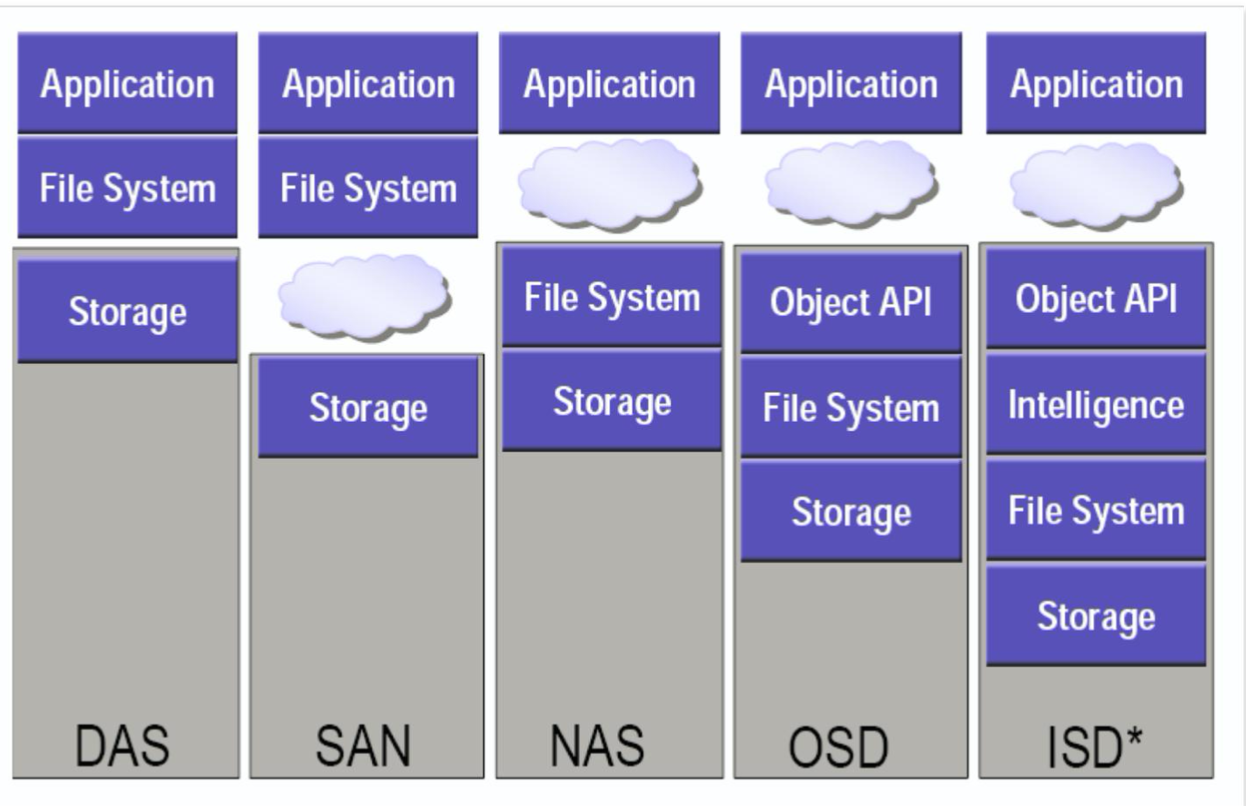 Application
File System
Storage
DAS
Application
File System
Storage
SAN
Application
File System
Storage
NAS
Application
Object API
File System
Storage
OSD
Application
Object API
Intelligence
File System
Storage
ISD*